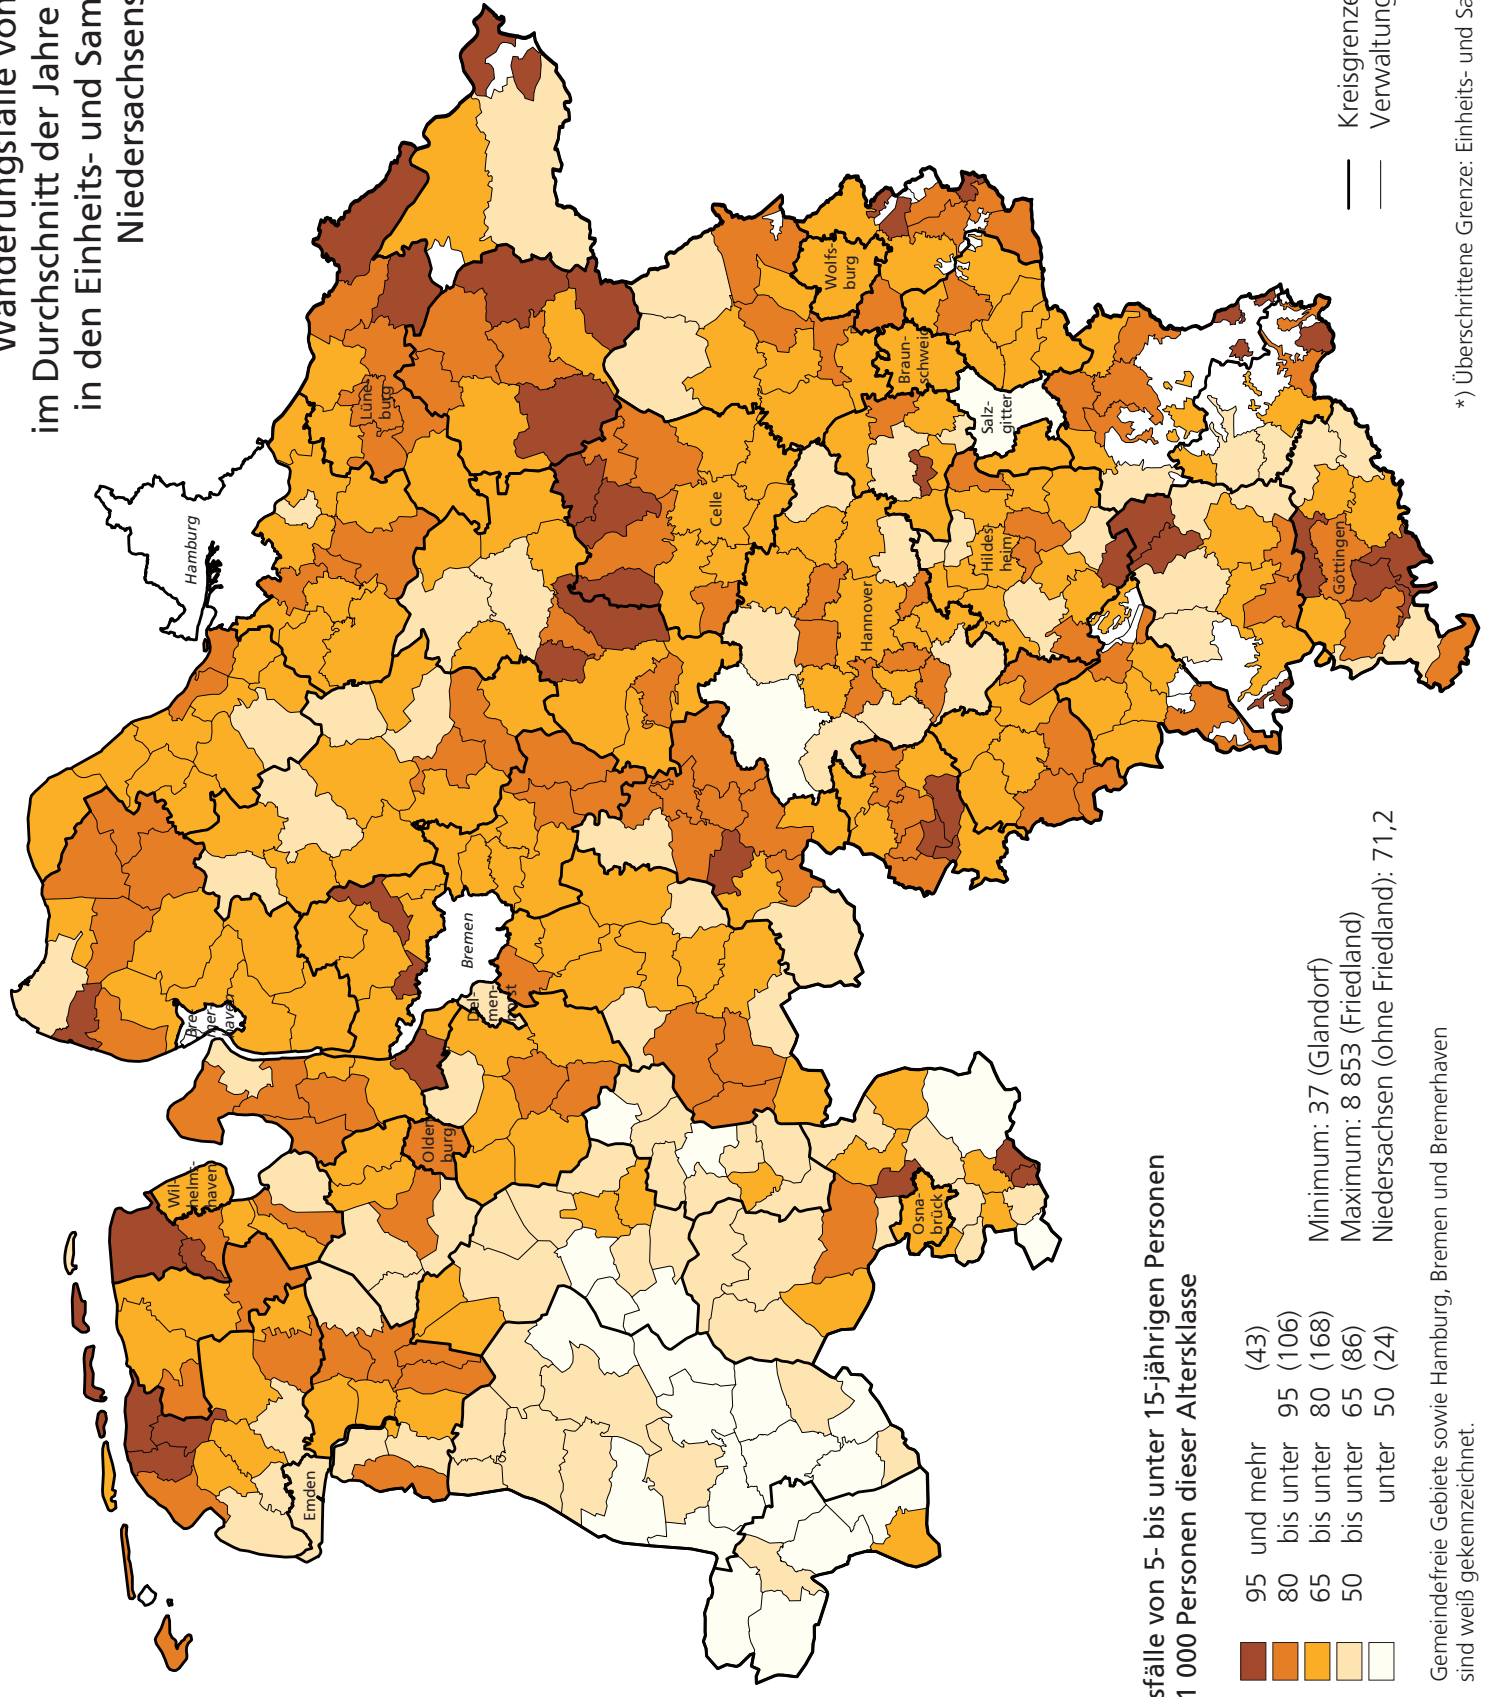 Wanderungsfälle von
im Durchschnitt der Jahre
in den Einheits- und Sam
Niedersachsens
Hamburg
Lüne-
burg
Celle
Wolfs-
burg
Braun-
schweig
Salz-
gitter
Hildes-
heim
Hannover
Göttingen
Bremen
Bre-
mer-
haven
Del-
men-
horst
Olden-
burg
Wil-
helms-
haven
Emden
Osna-
brück
Kreisgrenze
Verwaltung
*) Überschrittene Grenze: Einheits- und Sa
sfälle von 5- bis unter 15-jährigen Personen
1 000 Personen dieser Altersklasse
95 und mehr (43)
80 bis unter 95 (106)
65 bis unter 80 (168)
50 bis unter 65 (86)
unter 50 (24)
Minimum: 37 (Glandorf)
Maximum: 8 853 (Friedland)
Niedersachsen (ohne Friedland): 71,2
Gemeindefreie Gebiete sowie Hamburg, Bremen und Bremerhaven
sind weiß gekennzeichnet.